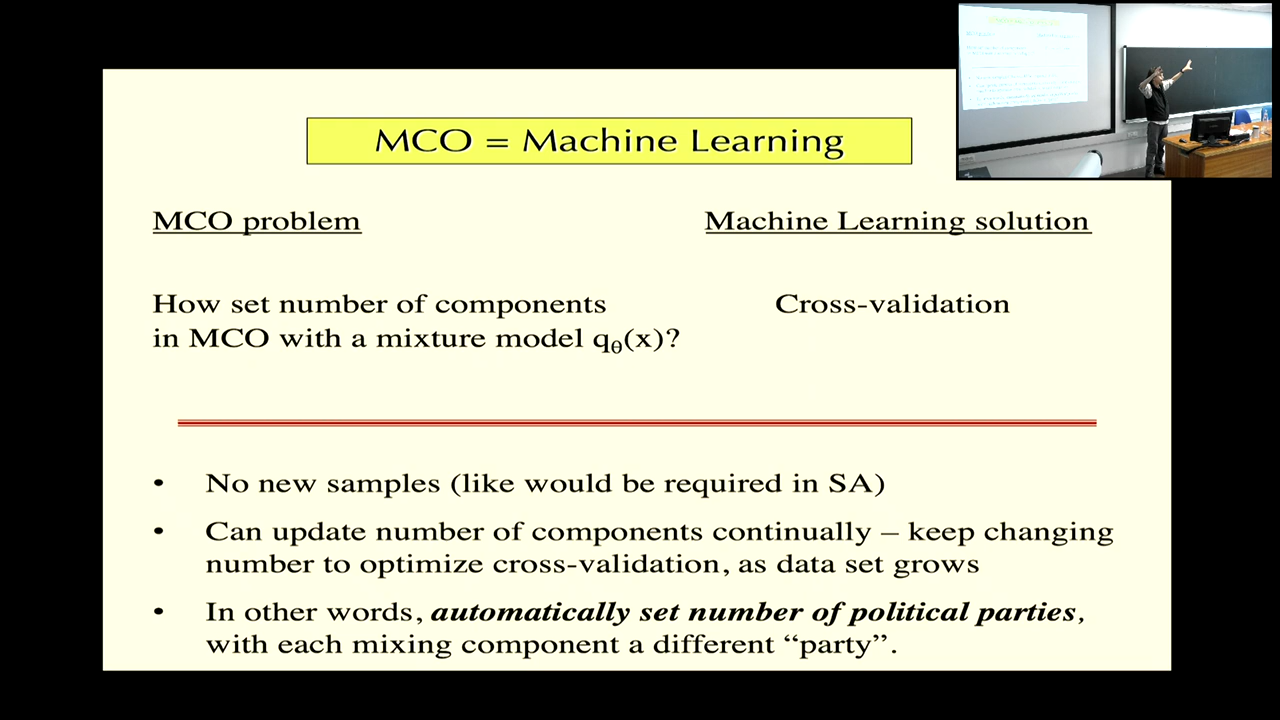 MCO = Machine Learning
MCO problem
Machine Learning solution
How set number of components
in MCO with a mixture model qθ(x)?
Cross-validation
• No new samples (like would be required in SA)
• Can update number of components continually – keep changing
number to optimize cross-validation, as data set grows
• In other words, automatically set number of political parties,
with each mixing component a different “party”.